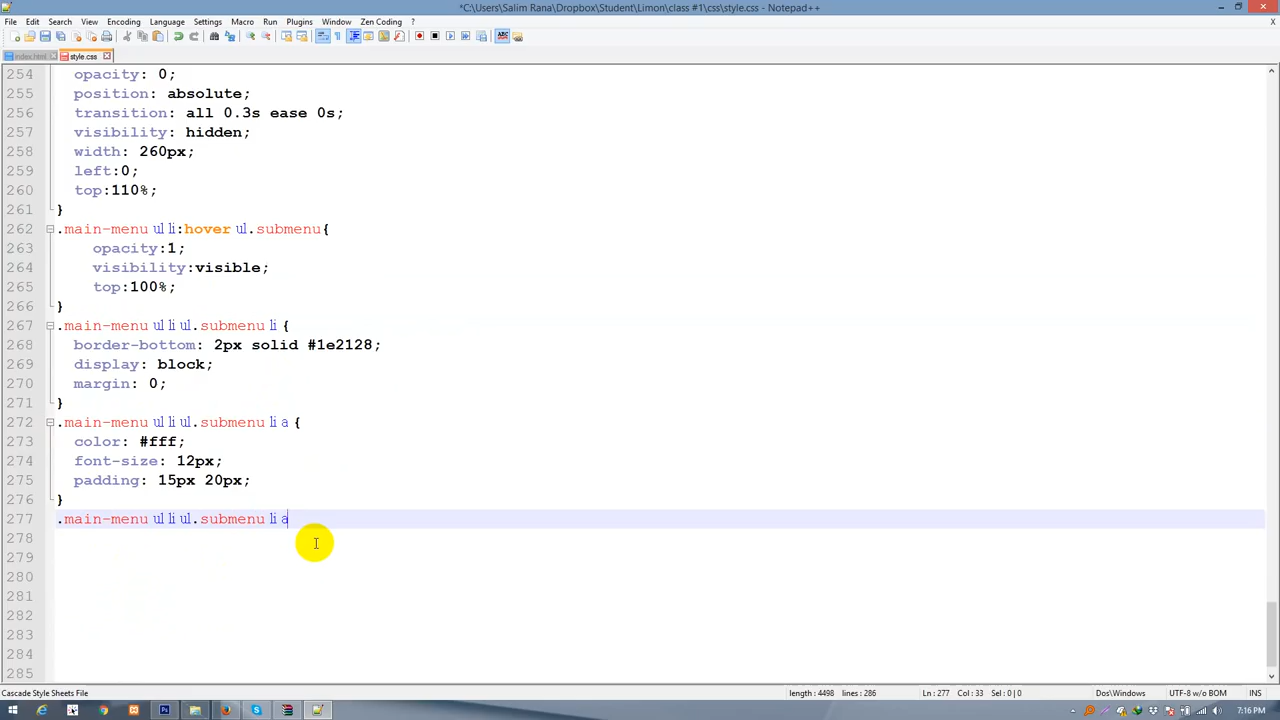 *C:\Users\Salim Rana\Dropbox\Student\Limon\class #1\css\style.css - Notepad++
File Edit Search View Encoding Language Settings Macro Run Plugins Window Zen Coding ? X
index.html style.css
254 opacity: 0;
255 position: absolute;
256 transition: all 0.3s ease 0s;
257 visibility: hidden;
258 width: 260px;
259 left:0;
260 top:110%;
261 }
262 .main-menu ul li:hover ul.submenu{
263 opacity:1;
264 visibility:visible;
265 top:100%;
266 }
267 .main-menu ul li ul.submenu li {
268 border-bottom: 2px solid #1e2128;
269 display: block;
270 margin: 0;
271 }
272 .main-menu ul li ul.submenu li a {
273 color: #fff;
274 font-size: 12px;
275 padding: 15px 20px;
276 }
277 .main-menu ul li ul.submenu li a
278
279
280
281
282
283
284
285
Cascade Style Sheets File length : 4498 lines : 286 Ln : 277 Col : 33 Sel : 0 | 0 Dos\Windows UTF-8 w/o BOM INS
7:16 PM